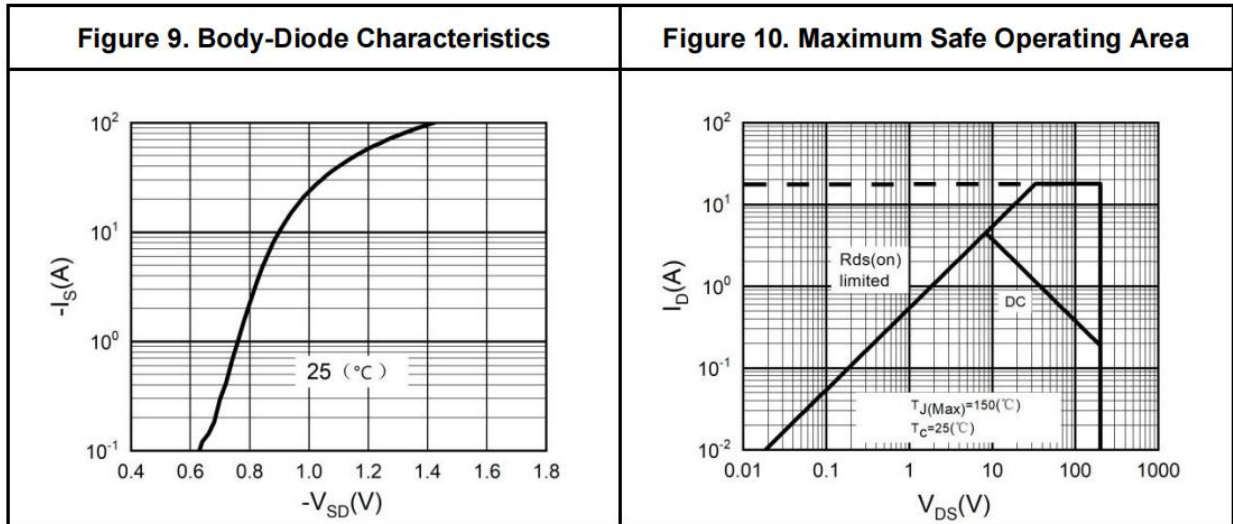 Figure 9. Body-Diode Characteristics
Figure 10. Maximum Safe Operating Area
10²
10¹
10⁰
10⁻¹
-I_S(A)
25（℃）
0.4 0.6 0.8 1.0 1.2 1.4 1.6 1.8
-V_SD(V)
10²
10¹
10⁰
10⁻¹
10⁻²
I_D(A)
Rds(on)
limited
DC
T_J(Max)=150(℃)
T_C=25(℃)
0.01 0.1 1 10 100 1000
V_DS(V)